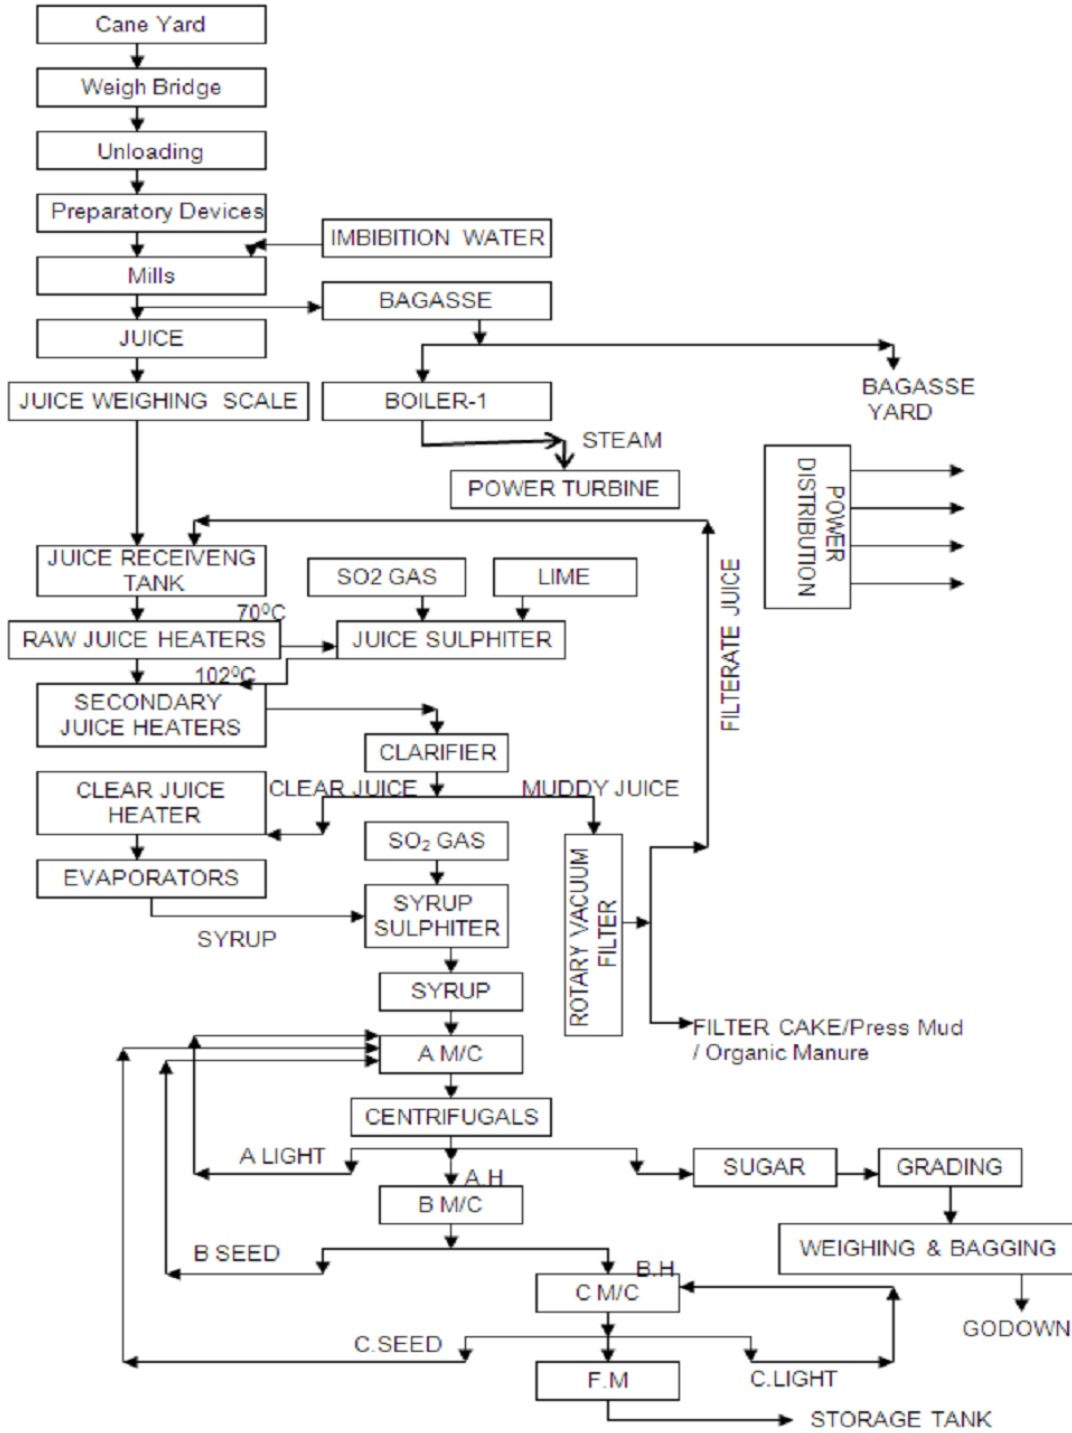 Cane Yard
Weigh Bridge
Unloading
Preparatory Devices
IMBIBITION WATER
Mills
BAGASSE
JUICE
BAGASSE
YARD
JUICE WEIGHING SCALE
BOILER-1
STEAM
POWER TURBINE
POWER
DISTRIBUTION
JUICE RECEIVENG
TANK
SO2 GAS
LIME
70⁰C
RAW JUICE HEATERS
JUICE SULPHITER
FILTERATE JUICE
102⁰C
SECONDARY
JUICE HEATERS
CLARIFIER
CLEAR JUICE
HEATER
CLEAR JUICE
MUDDY JUICE
SO₂ GAS
EVAPORATORS
ROTARY VACUUM
FILTER
SYRUP
SULPHITER
SYRUP
SYRUP
FILTER CAKE/Press Mud
/ Organic Manure
A M/C
CENTRIFUGALS
A LIGHT
SUGAR
GRADING
A.H
B M/C
B SEED
WEIGHING & BAGGING
B.H
C M/C
GODOWN
C.SEED
C.LIGHT
F.M
STORAGE TANK